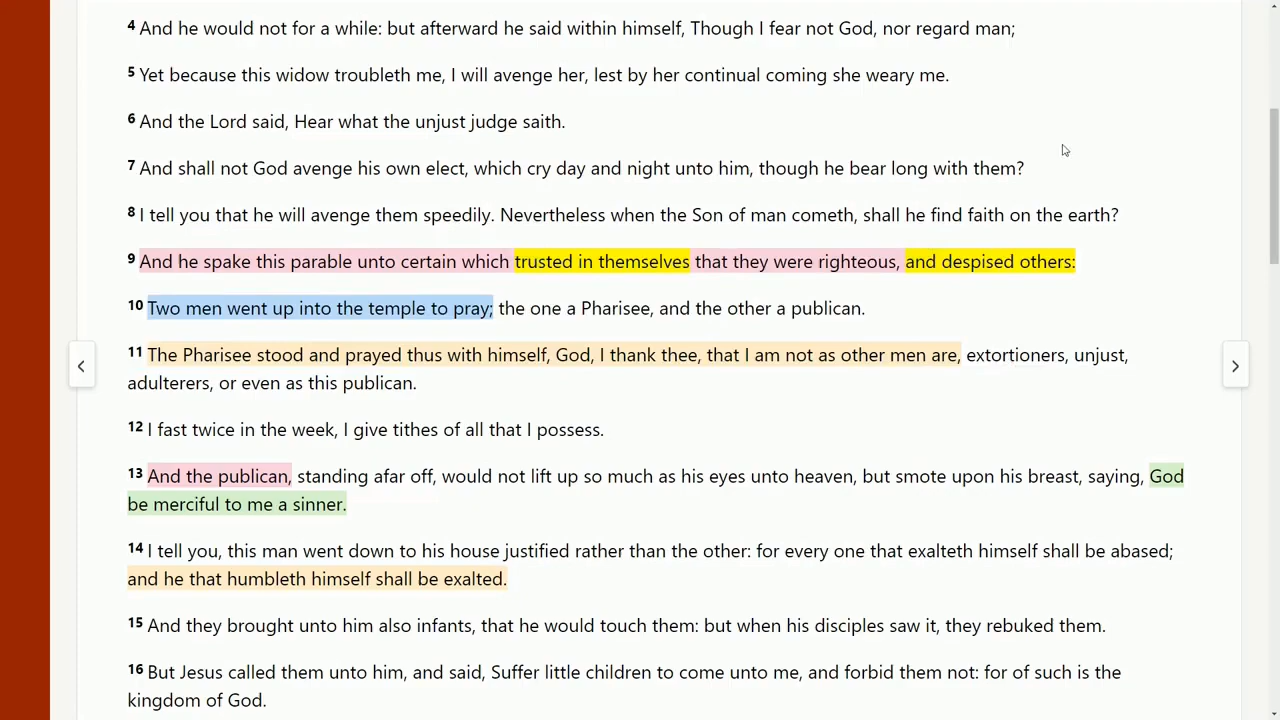 4 And he would not for a while: but afterward he said within himself, Though I fear not God, nor regard man;
5 Yet because this widow troubleth me, I will avenge her, lest by her continual coming she weary me.
6 And the Lord said, Hear what the unjust judge saith.
7 And shall not God avenge his own elect, which cry day and night unto him, though he bear long with them?
8 I tell you that he will avenge them speedily. Nevertheless when the Son of man cometh, shall he find faith on the earth?
9 And he spake this parable unto certain which trusted in themselves that they were righteous, and despised others:
10 Two men went up into the temple to pray; the one a Pharisee, and the other a publican.
11 The Pharisee stood and prayed thus with himself, God, I thank thee, that I am not as other men are, extortioners, unjust,
adulterers, or even as this publican.
12 I fast twice in the week, I give tithes of all that I possess.
13 And the publican, standing afar off, would not lift up so much as his eyes unto heaven, but smote upon his breast, saying, God
be merciful to me a sinner.
14 I tell you, this man went down to his house justified rather than the other: for every one that exalteth himself shall be abased;
and he that humbleth himself shall be exalted.
15 And they brought unto him also infants, that he would touch them: but when his disciples saw it, they rebuked them.
16 But Jesus called them unto him, and said, Suffer little children to come unto me, and forbid them not: for of such is the
kingdom of God.